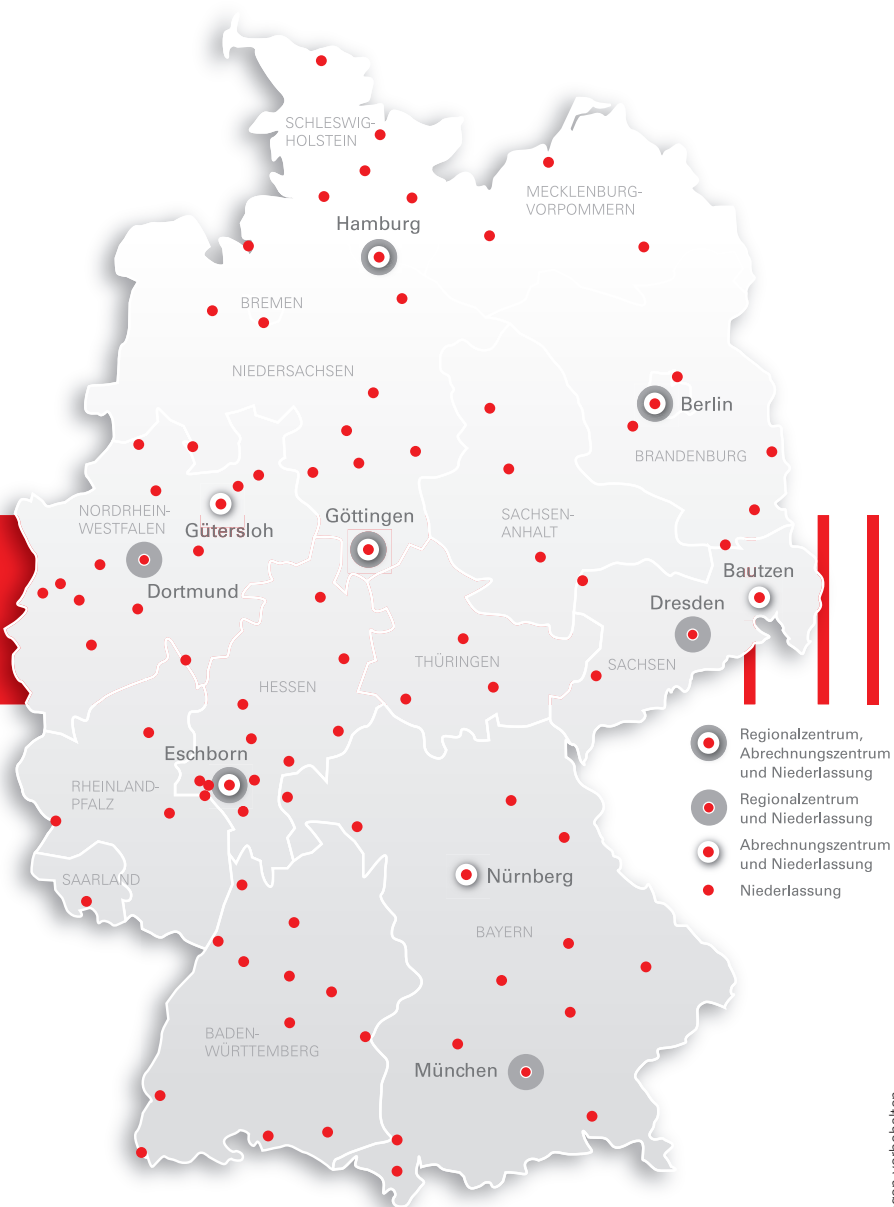 SCHLESWIG-
HOLSTEIN
MECKLENBURG-
VORPOMMERN
Hamburg
BREMEN
NIEDERSACHSEN
Berlin
BRANDENBURG
NORDRHEIN-
WESTFALEN
Gütersloh
Göttingen
SACHSEN-
ANHALT
Dortmund
Bautzen
Dresden
HESSEN
THÜRINGEN
SACHSEN
Eschborn
RHEINLAND-
PFALZ
SAARLAND
Nürnberg
BAYERN
BADEN-
WÜRTTEMBERG
München
Regionalzentrum,
Abrechnungszentrum
und Niederlassung
Regionalzentrum
und Niederlassung
Abrechnungszentrum
und Niederlassung
Niederlassung
vorbehalten